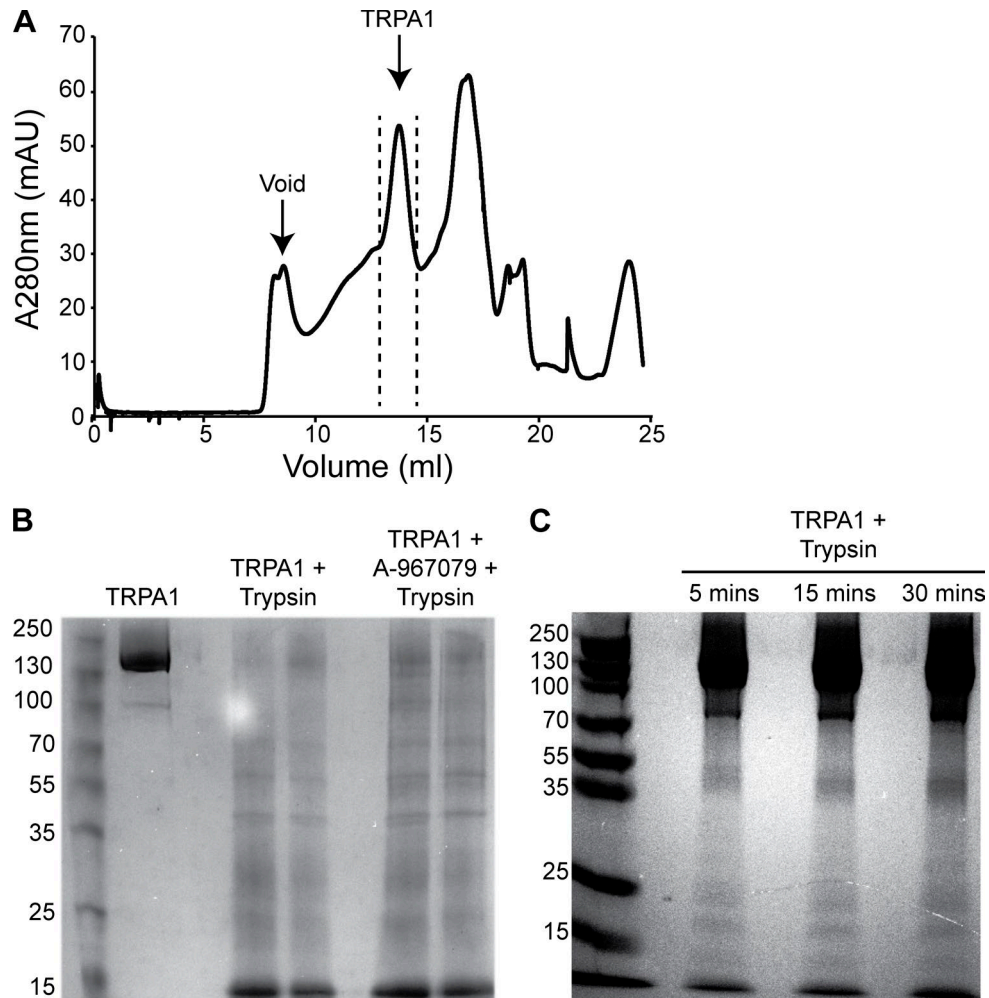 A
TRPA1
Void
A280nm (mAU)
70
60
50
40
30
20
10
0
0 5 10 15 20 25
Volume (ml)
B
TRPA1
TRPA1 +
Trypsin
TRPA1 +
A-967079 +
Trypsin
250
130
100
70
55
35
25
15
C
TRPA1 +
Trypsin
5 mins 15 mins 30 mins
250
130
100
70
55
35
25
15